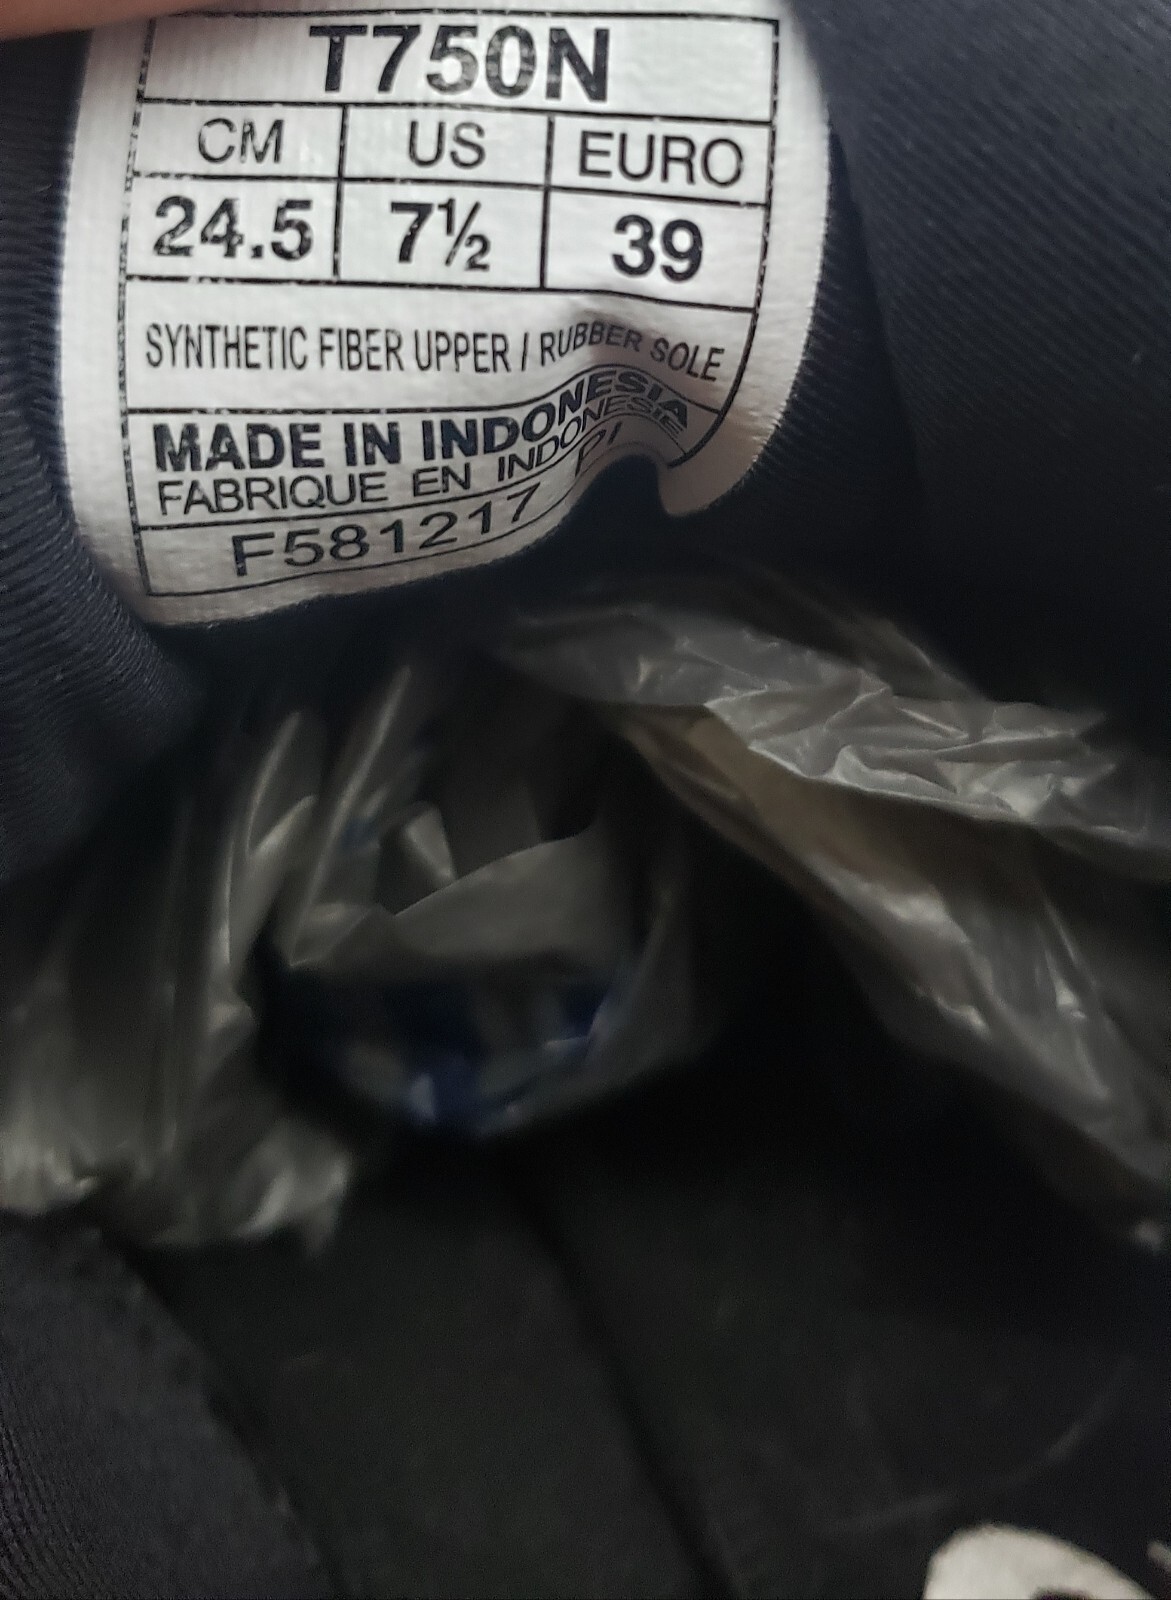 T750N
CM US EURO
24.5 7½ 39
SYNTHETIC FIBER UPPER / RUBBER SOLE
MADE IN INDONESIA
FABRIQUE EN INDONESIE
F581217 PI